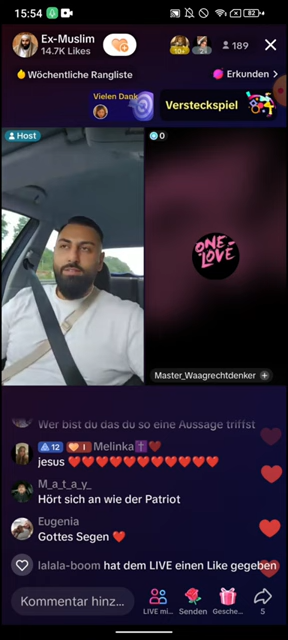 15:54
82
Ex-Muslim
14.7K Likes
189
Wöchentliche Rangliste
Erkunden
Vielen Dank
Versteckspiel
Host
0
ONE-
LOVE
Master_Waagrechtdenker +
Wer bist du das du so eine Aussage triffst
12
I
Melinka✝️❤️
jesus ❤️❤️❤️❤️❤️❤️❤️❤️❤️❤️❤️
M_a_t_a_y_
Hört sich an wie der Patriot
Eugenia
Gottes Segen ❤️
lalala-boom hat dem LIVE einen Like gegeben
Kommentar hinz...
LIVE mi...
Senden
Gesche...
5